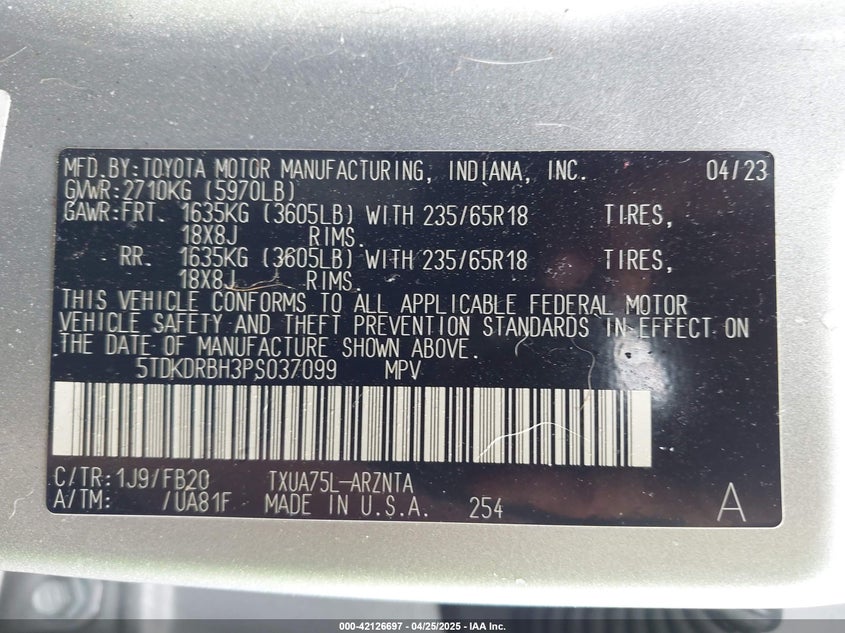 MFD.BY:TOYOTA MOTOR MANUFACTURING, INDIANA, INC. 04/23
GVWR:2710KG (5970LB)
GAWR:FRT. 1635KG (3605LB) WITH 235/65R18 TIRES,
18X8J RIMS.
RR. 1635KG (3605LB) WITH 235/65R18 TIRES,
18X8J RIMS.
THIS VEHICLE CONFORMS TO ALL APPLICABLE FEDERAL MOTOR
VEHICLE SAFETY AND THEFT PREVENTION STANDARDS IN EFFECT ON
THE DATE OF MANUFACTURE SHOWN ABOVE.
5TDKDRBH3PS037099 MPV
C/TR: 1J9/FB20 TXUA75L-ARZNTA
A/TM: /UA81F MADE IN U.S.A. 254 A
000-42126697 - 04/25/2025 - IAA Inc.